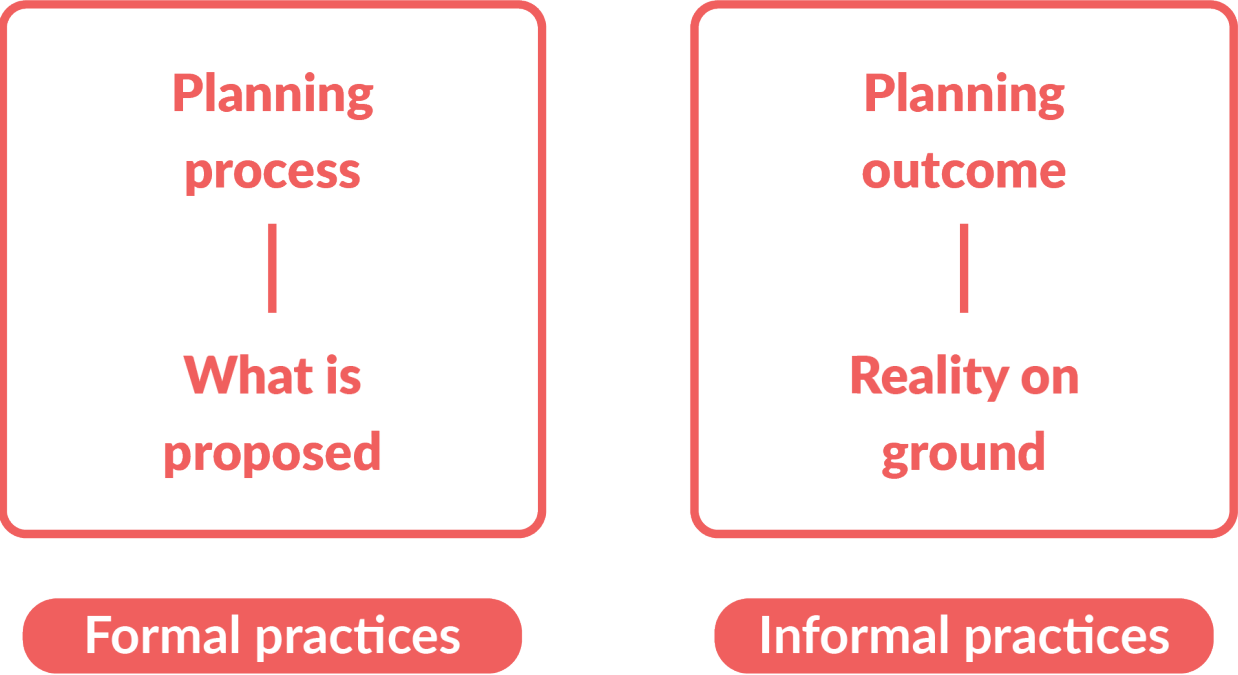 Planning
process
What is
proposed
Formal practices
Planning
outcome
Reality on
ground
Informal practices